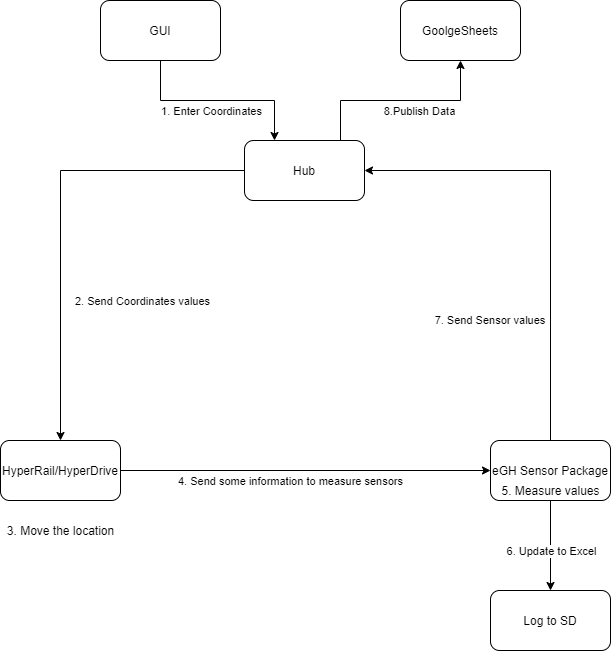 GUI
GoolgeSheets
1. Enter Coordinates
8.Publish Data
Hub
2. Send Coordinates values
7. Send Sensor values
HyperRail/HyperDrive
4. Send some information to measure sensors
eGH Sensor Package
5. Measure values
3. Move the location
6. Update to Excel
Log to SD